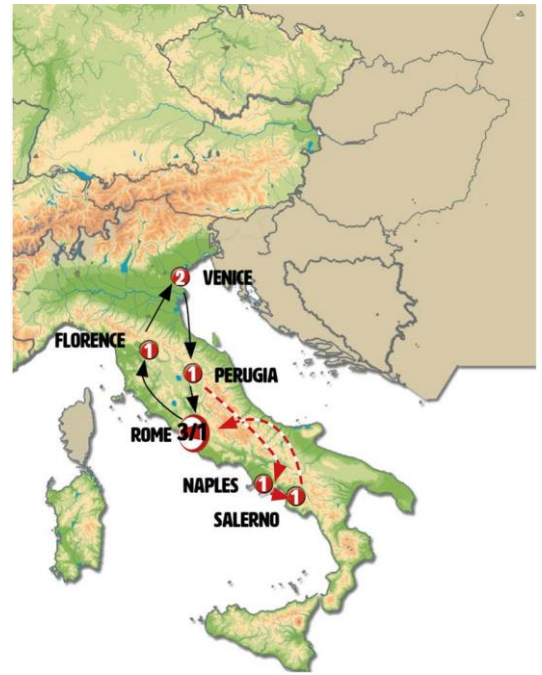 2 VENICE
FLORENCE
1
1 PERUGIA
ROME 3/1
NAPLES 1
1
SALERNO